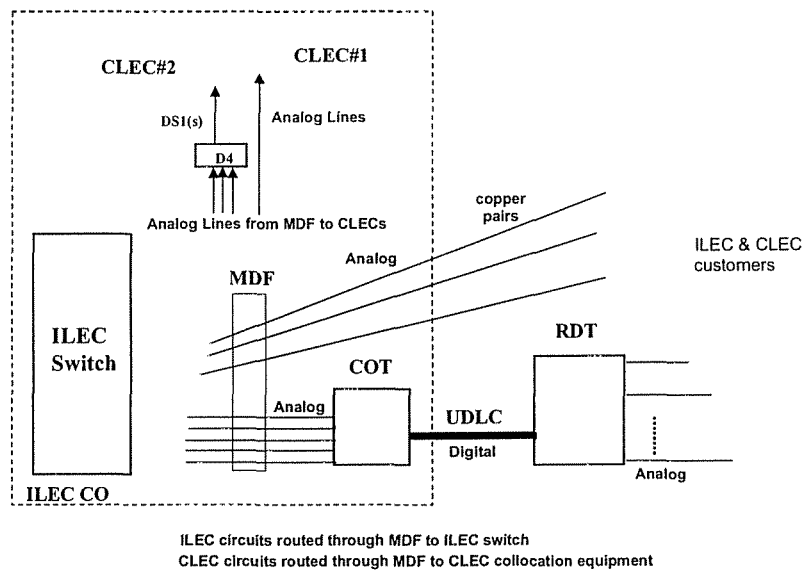 CLEC#2
CLEC#1
DS1(s)
Analog Lines
D4
Analog Lines from MDF to CLECs
copper
pairs
Analog
ILEC & CLEC
customers
MDF
ILEC
Switch
RDT
COT
Analog
UDLC
Digital
Analog
ILEC CO
ILEC circuits routed through MDF to ILEC switch
CLEC circuits routed through MDF to CLEC collocation equipment